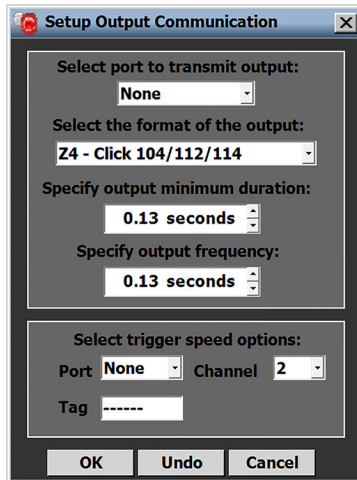 Setup Output Communication
Select port to transmit output:
None
Select the format of the output:
Z4 - Click 104/112/114
Specify output minimum duration:
0.13 seconds
Specify output frequency:
0.13 seconds
Select trigger speed options:
Port None Channel 2
Tag ------
OK Undo Cancel